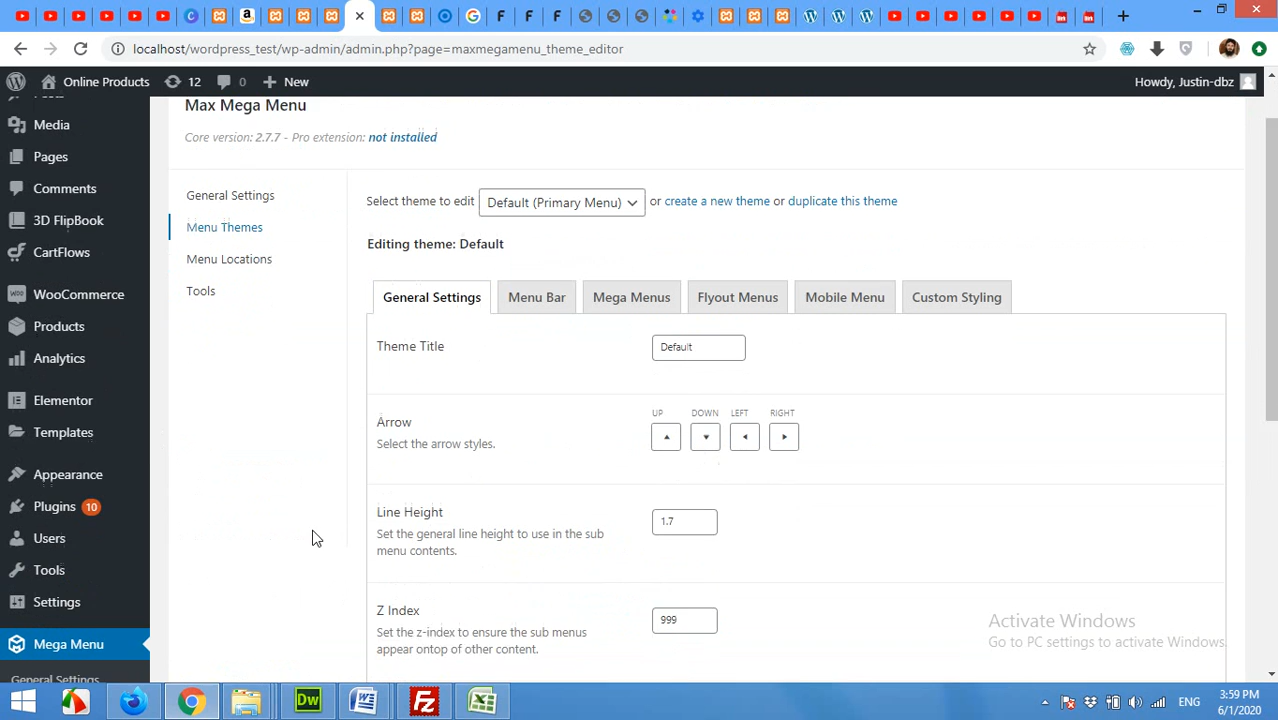 localhost/wordpress_test/wp-admin/admin.php?page=maxmegamenu_theme_editor
Online Products
12
0
New
Howdy, Justin-dbz
Media
Pages
Comments
3D FlipBook
CartFlows
WooCommerce
Products
Analytics
Elementor
Templates
Appearance
Plugins 10
Users
Tools
Settings
Mega Menu
General Settings
Max Mega Menu
Core version: 2.7.7 - Pro extension: not installed
General Settings
Menu Themes
Menu Locations
Tools
Select theme to edit Default (Primary Menu) or create a new theme or duplicate this theme
Editing theme: Default
General Settings Menu Bar Mega Menus Flyout Menus Mobile Menu Custom Styling
Theme Title
Default
Arrow
Select the arrow styles.
UP DOWN LEFT RIGHT
Line Height
Set the general line height to use in the sub
menu contents.
1.7
Z Index
Set the z-index to ensure the sub menus
appear ontop of other content.
999
Activate Windows
Go to PC settings to activate Windows.
ENG
3:59 PM
6/1/2020